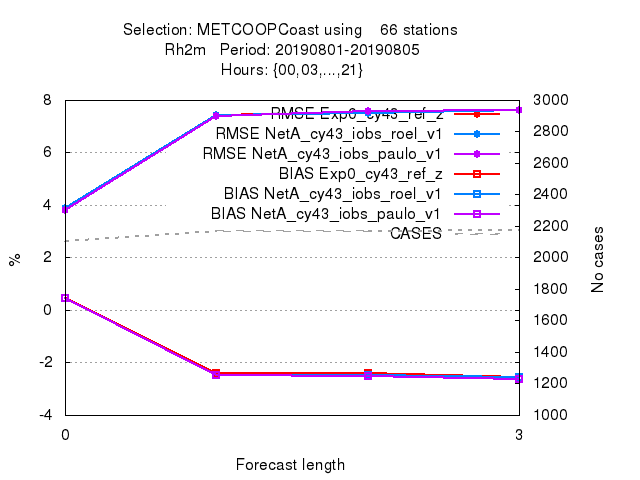 Selection: METCOOPCoast using 66 stations
Rh2m Period: 20190801-20190805
Hours: {00,03,...,21}
8
6
4
2
0
-2
-4
%
RMSE Exp0_cy43_ref_z
RMSE NetA_cy43_iobs_roel_v1
RMSE NetA_cy43_iobs_paulo_v1
BIAS Exp0_cy43_ref_z
BIAS NetA_cy43_iobs_roel_v1
BIAS NetA_cy43_iobs_paulo_v1
CASES
3000
2800
2600
2400
2200
2000
1800
1600
1400
1200
1000
No cases
0 3
Forecast length